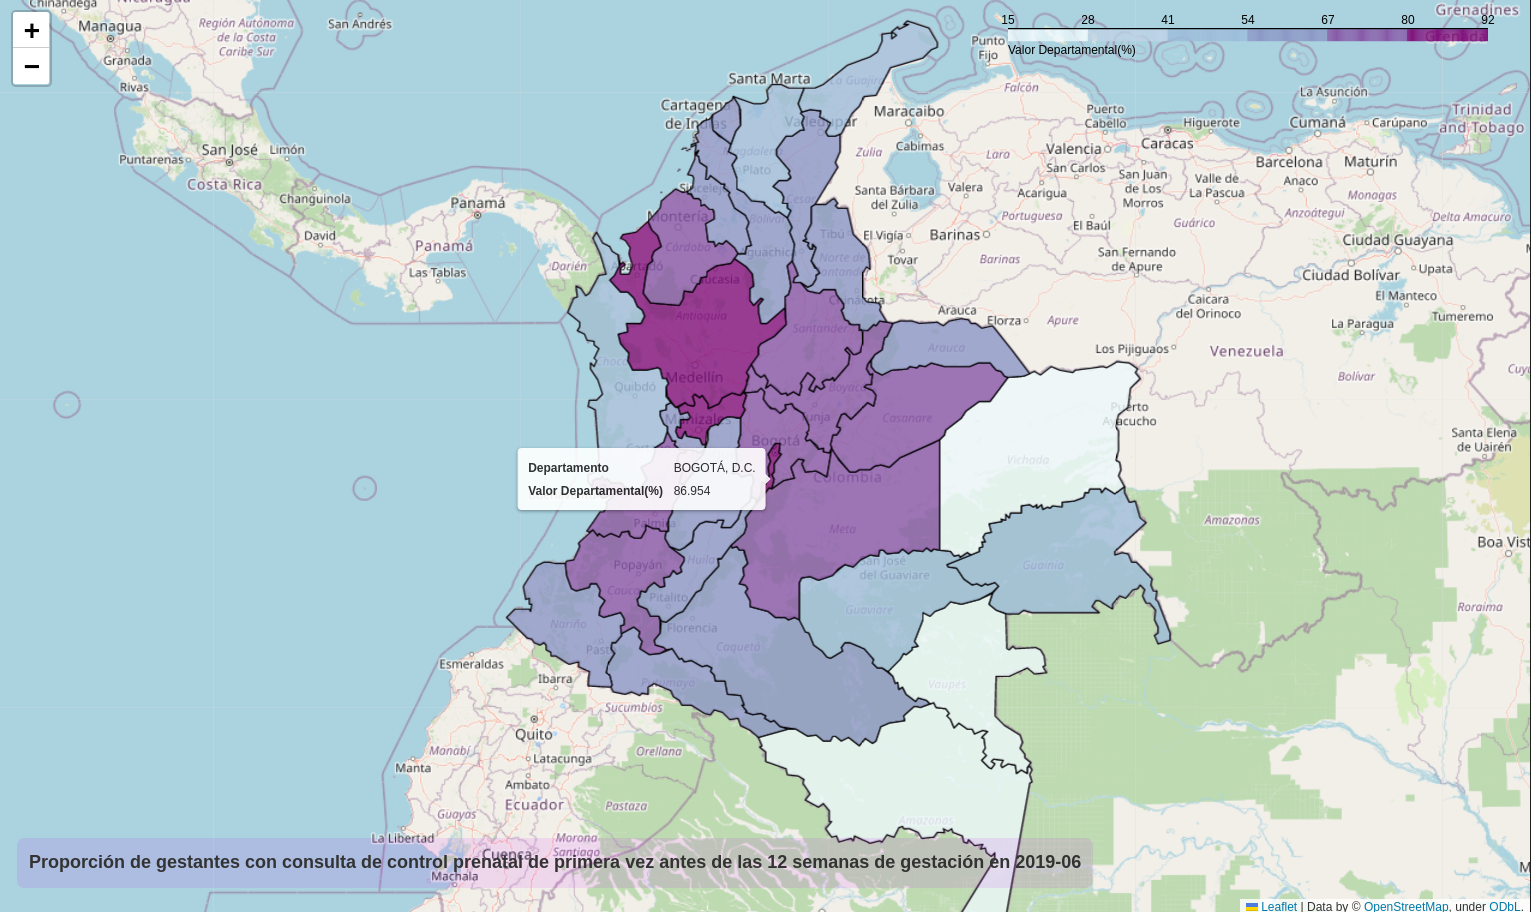 Chinandega
Nicaragua
Managua
Granada
Rivas
Región Autónoma
de la Costa
Caribe Sur
San Andrés
Puntarenas
San José
Limón
Costa Rica
Changuinola
David
Panamá
Panamá
Las Tablas
Darién
Santa Marta
Cartagena
de Indias
Valledupar
La Guajira
Magdalena
Plato
Sincelejo
Cesar
Bolívar
Montería
Córdoba
Aguachica
Tibú
Norte de
Santander
Apartadó
Caucasia
Chinácota
Antioquia
Santander
Medellín
Chocó
Quibdó
Arauca
Boyacá
Manizales
Tunja
Casanare
Bogotá
Colombia
Vichada
Puerto
Ayacucho
Palmira
Meta
Huila
Popayán
Cauca
Pitalito
San José
del Guaviare
Guainía
Guaviare
Nariño
Florencia
Caquetá
Putumayo
Vaupés
Amazonas
Punto
Fijo
Falcón
Maracaibo
Cabimas
Zulia
Lara
Puerto
Cabello
Higuerote
Valencia
Caracas
San Carlos
San Juan
de Los
Morros
Valle de
La Pascua
Barcelona
Anaco
Cumaná
La Asunción
Carúpano
Maturín
Monagas
Grenadines
Grenada
Trinidad
and Tobago
Santa Bárbara
del Zulia
Valera
Acarigua
Portuguesa
Guárico
Anzoátegui
Delta Amacuro
El Vigía
Barinas
El Baúl
Tovar
Barinas
San Fernando
de Apure
Ciudad Guayana
Ciudad Bolívar
Upata
El Manteco
Tumeremo
Arauca
Elorza
Apure
Caicara
del Orinoco
La Paragua
Los Pijiguaos
Venezuela
Bolívar
Santa Elena
de Uairén
Amazonas
Boa Vist
Roraima
Esmeraldas
Ibarra
Sucumbíos
Quito
Orellana
Manabí
Manta
Latacunga
Ambato
Ecuador
Pastaza
Guayas
La Libertad
Morona
Santiago
Cuenca
Machala
+
−
15 28 41 54 67 80 92
Valor Departamental(%)
Departamento BOGOTÁ, D.C.
Valor Departamental(%) 86.954
Proporción de gestantes con consulta de control prenatal de primera vez antes de las 12 semanas de gestación en 2019-06
Leaflet | Data by © OpenStreetMap, under ODbL.